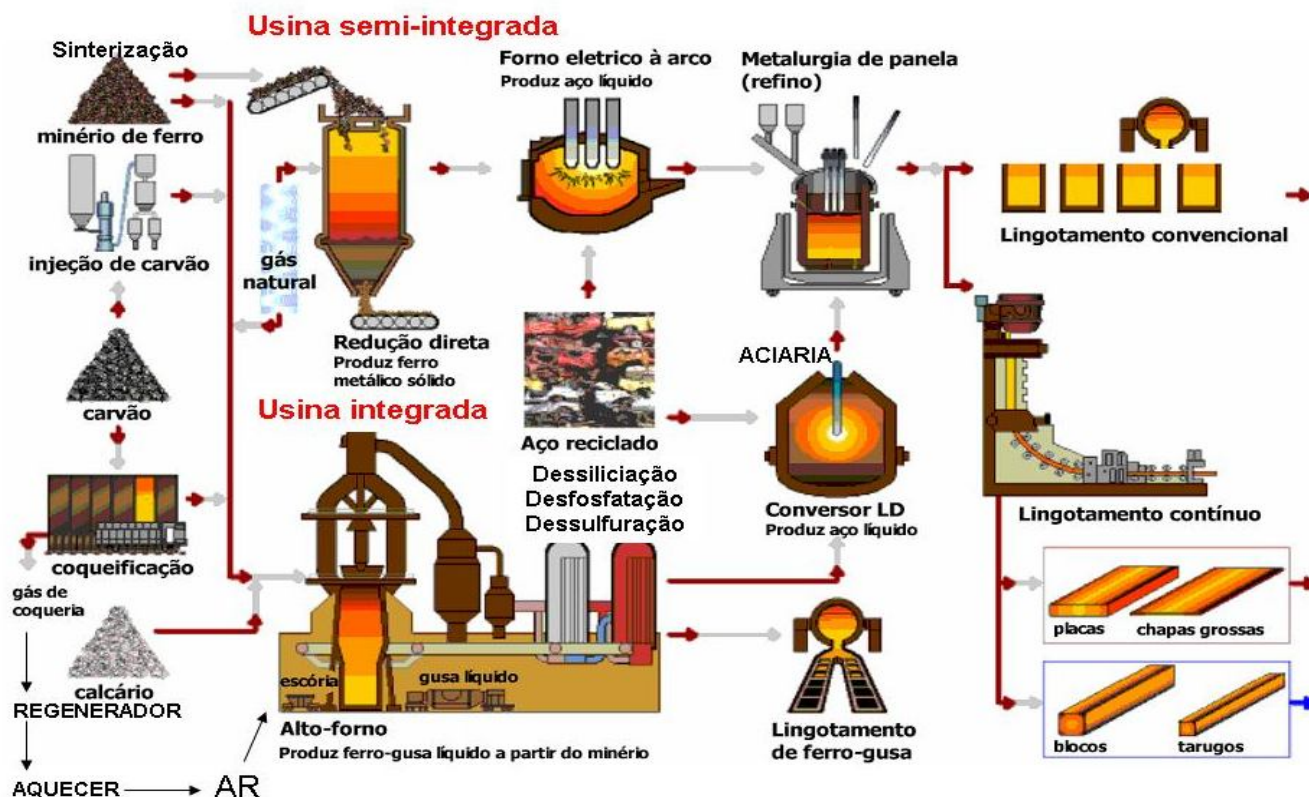 Usina semi-integrada
Sinterização
minério de ferro
injeção de carvão
carvão
coqueificação
gás de
coqueria
calcário
REGENERADOR
AQUECER
AR
gás
natural
Redução direta
Produz ferro
metálico sólido
Usina integrada
escória
gusa líquido
Alto-forno
Produz ferro-gusa líquido a partir do minério
Forno eletrico à arco
Produz aço líquido
Aço reciclado
Dessiliciação
Desfosfatação
Dessulfuração
Metalurgia de panela
(refino)
ACIARIA
Conversor LD
Produz aço líquido
Lingotamento
de ferro-gusa
Lingotamento convencional
Lingotamento contínuo
placas
chapas grossas
blocos
tarugos